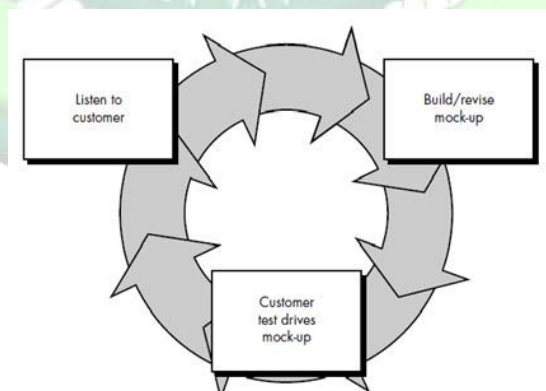 Listen to
customer
Build/revise
mock-up
Customer
test drives
mock-up